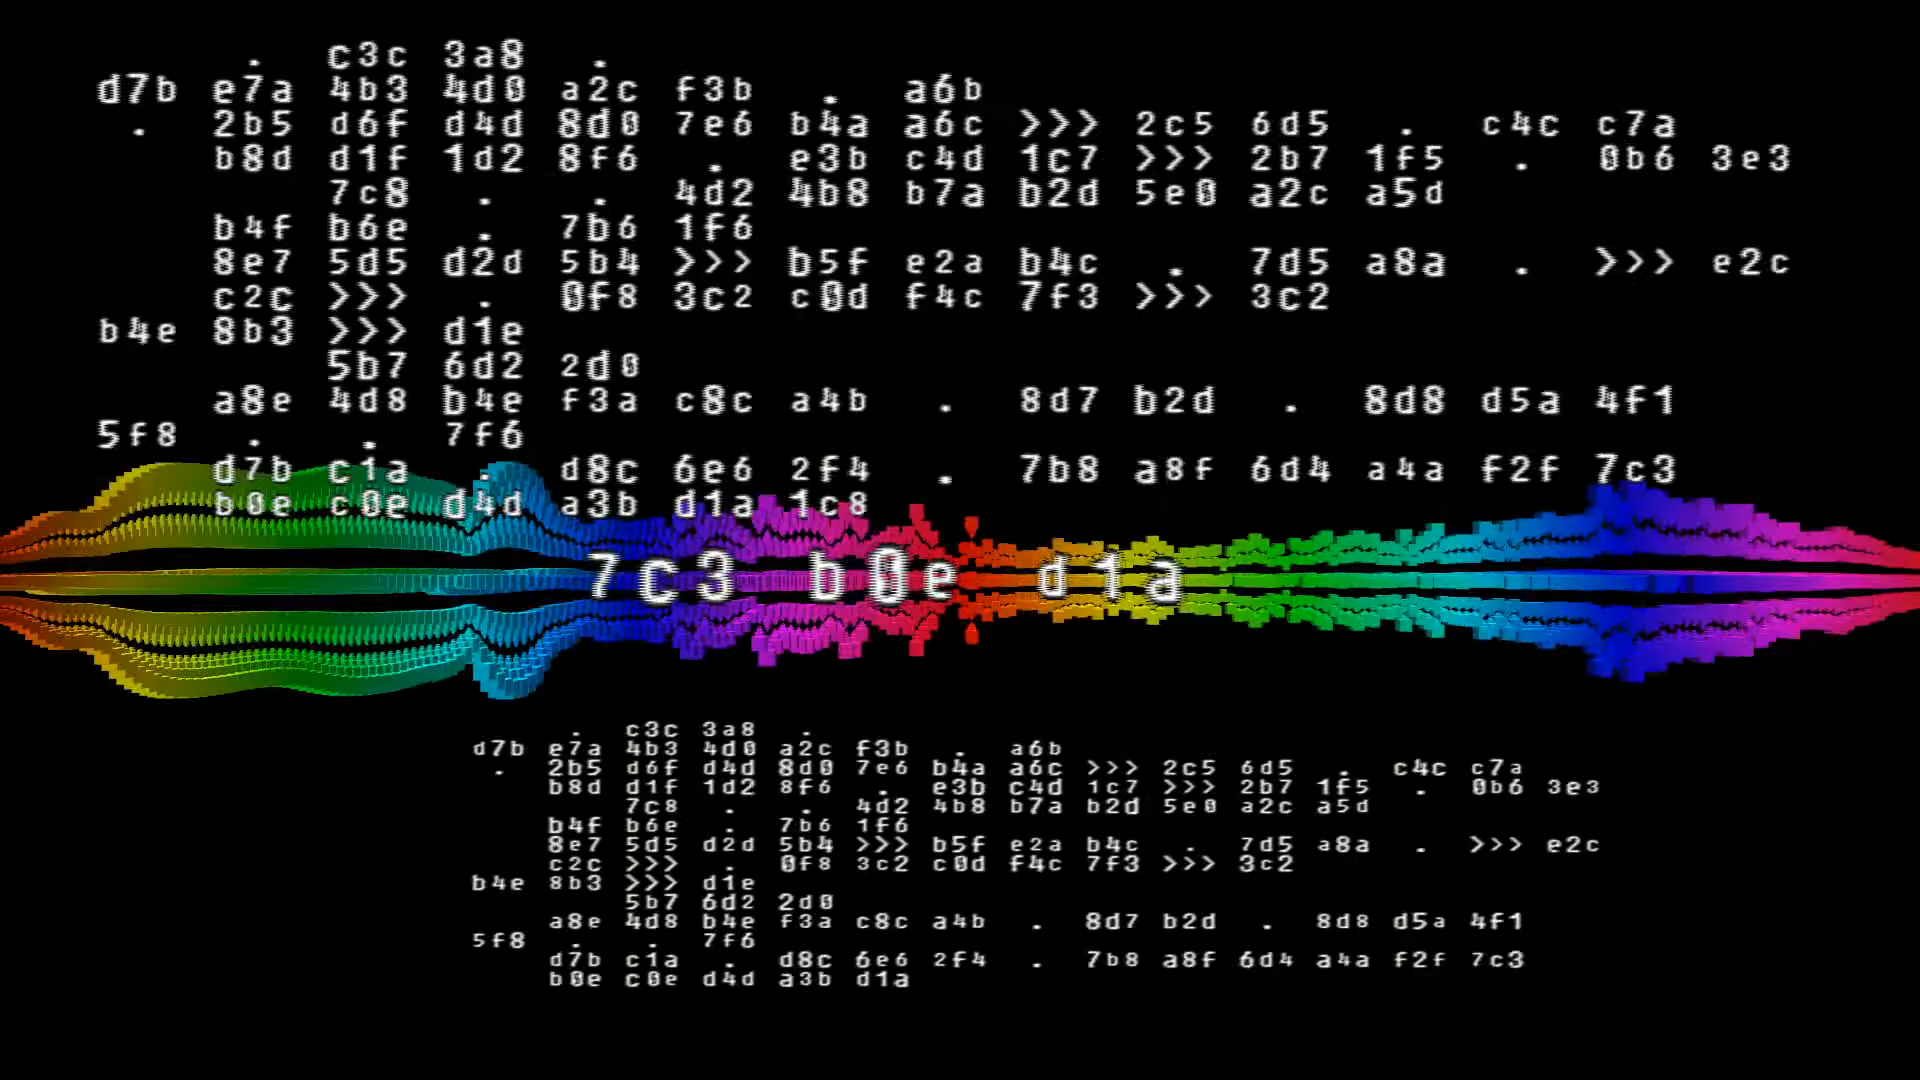 . c3c 3a8 .
d7b e7a 4b3 4d0 a2c f3b . a6b
. 2b5 d6f d4d 8d0 7e6 b4a a6c >>> 2c5 6d5 . c4c c7a
b8d d1f 1d2 8f6 . e3b c4d 1c7 >>> 2b7 1f5 . 0b6 3e3
7c8 . . 4d2 4b8 b7a b2d 5e0 a2c a5d
b4f b6e . 7b6 1f6
8e7 5d5 d2d 5b4 >>> b5f e2a b4c . 7d5 a8a . >>> e2c
c2c >>> . 0f8 3c2 c0d f4c 7f3 >>> 3c2
b4e 8b3 >>> d1e
5b7 6d2 2d0
a8e 4d8 b4e f3a c8c a4b . 8d7 b2d . 8d8 d5a 4f1
5f8 . . 7f6
d7b c1a . d8c 6e6 2f4 . 7b8 a8f 6d4 a4a f2f 7c3
b0e c0e d4d a3b d1a 1c8
7c3 b0e d1a
. c3c 3a8 .
d7b e7a 4b3 4d0 a2c f3b . a6b
. 2b5 d6f d4d 8d0 7e6 b4a a6c >>> 2c5 6d5 . c4c c7a
b8d d1f 1d2 8f6 . e3b c4d 1c7 >>> 2b7 1f5 . 0b6 3e3
7c8 . . 4d2 4b8 b7a b2d 5e0 a2c a5d
b4f b6e . 7b6 1f6
8e7 5d5 d2d 5b4 >>> b5f e2a b4c . 7d5 a8a . >>> e2c
c2c >>> . 0f8 3c2 c0d f4c 7f3 >>> 3c2
b4e 8b3 >>> d1e
5b7 6d2 2d0
a8e 4d8 b4e f3a c8c a4b . 8d7 b2d . 8d8 d5a 4f1
5f8 . . 7f6
d7b c1a . d8c 6e6 2f4 . 7b8 a8f 6d4 a4a f2f 7c3
b0e c0e d4d a3b d1a